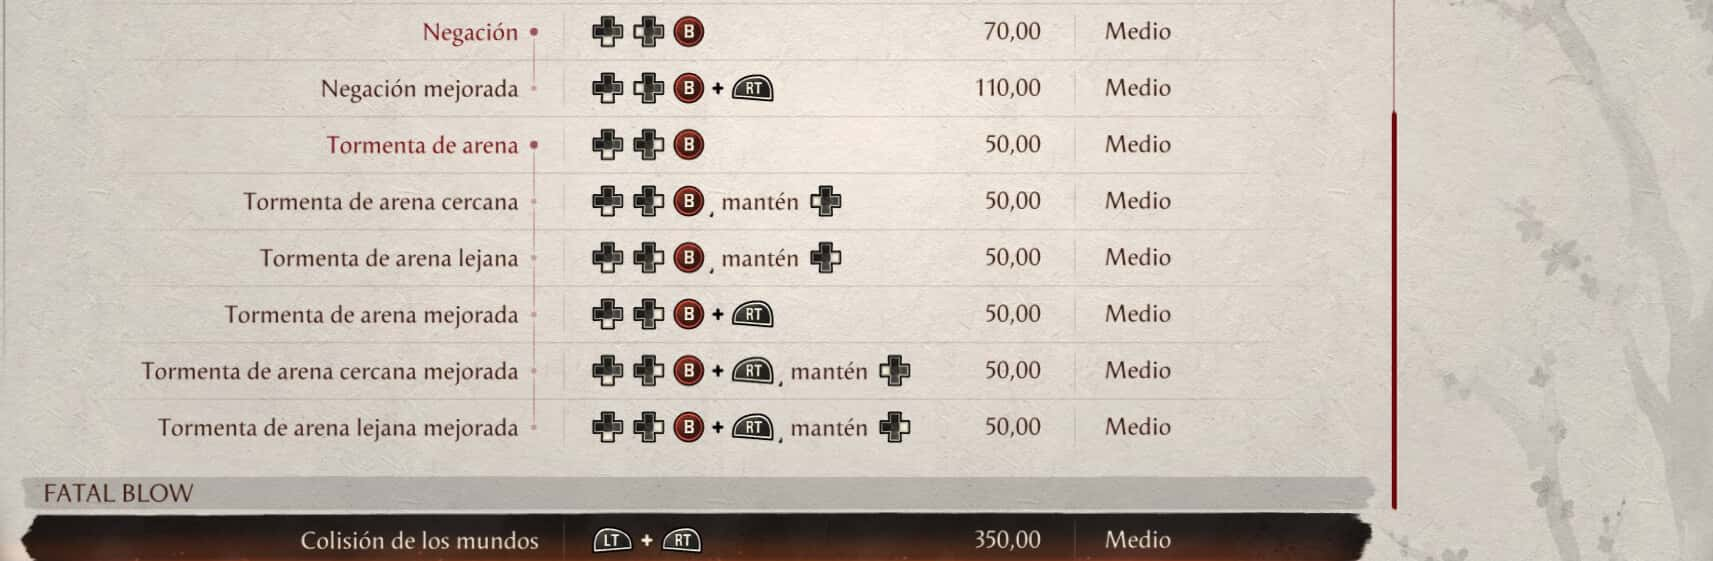 Negación B 70,00 Medio
Negación mejorada B + RT 110,00 Medio
Tormenta de arena B 50,00 Medio
Tormenta de arena cercana B , mantén 50,00 Medio
Tormenta de arena lejana B , mantén 50,00 Medio
Tormenta de arena mejorada B + RT 50,00 Medio
Tormenta de arena cercana mejorada B + RT , mantén 50,00 Medio
Tormenta de arena lejana mejorada B + RT , mantén 50,00 Medio
FATAL BLOW
Colisión de los mundos LT + RT 350,00 Medio